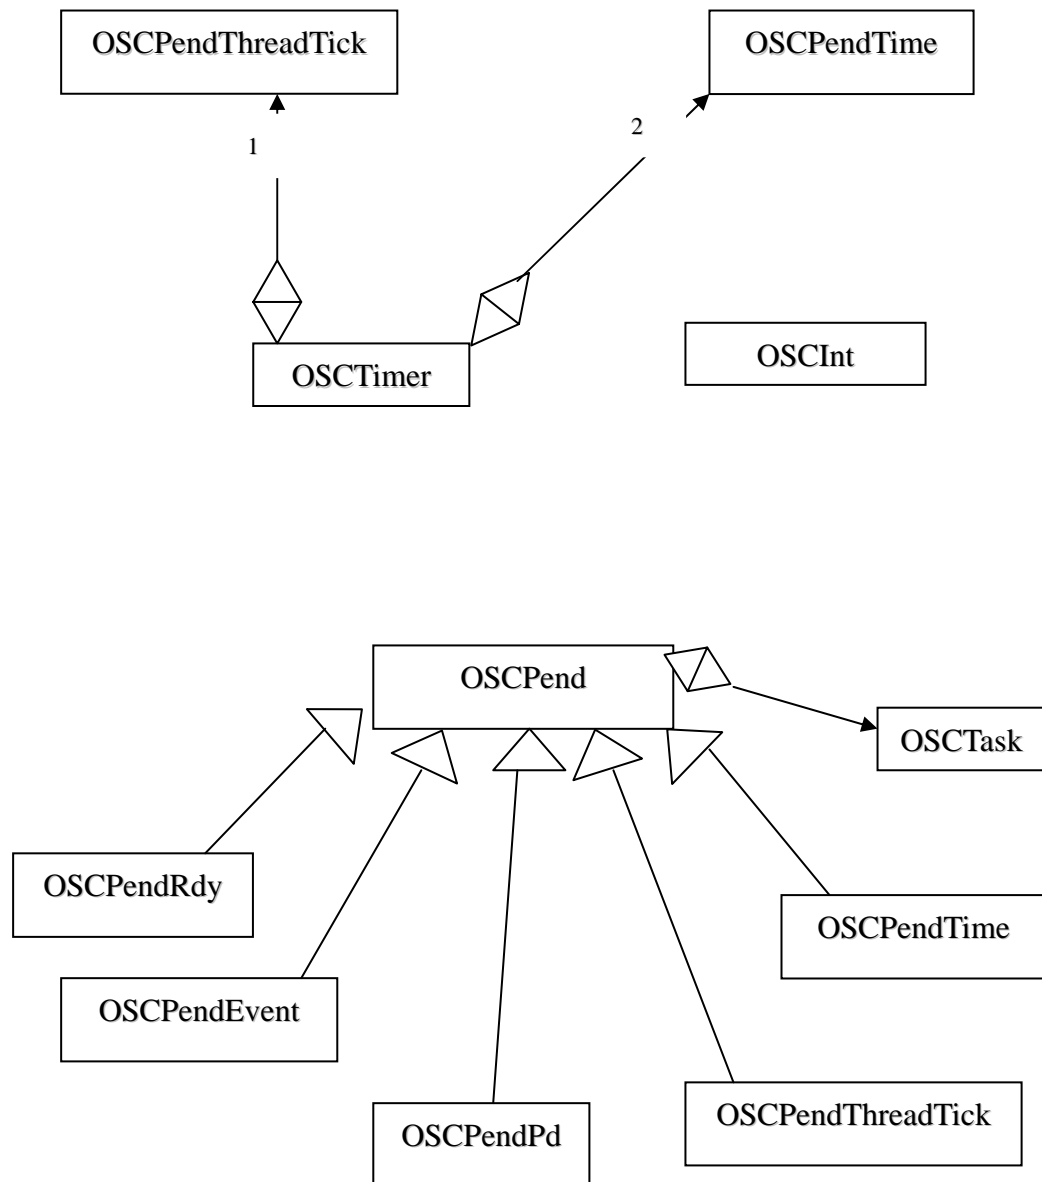 OSCPendThreadTick
OSCPendTime
1
2
OSCTimer
OSCInt
OSCPend
OSCTask
OSCPendRdy
OSCPendTime
OSCPendEvent
OSCPendThreadTick
OSCPendPd